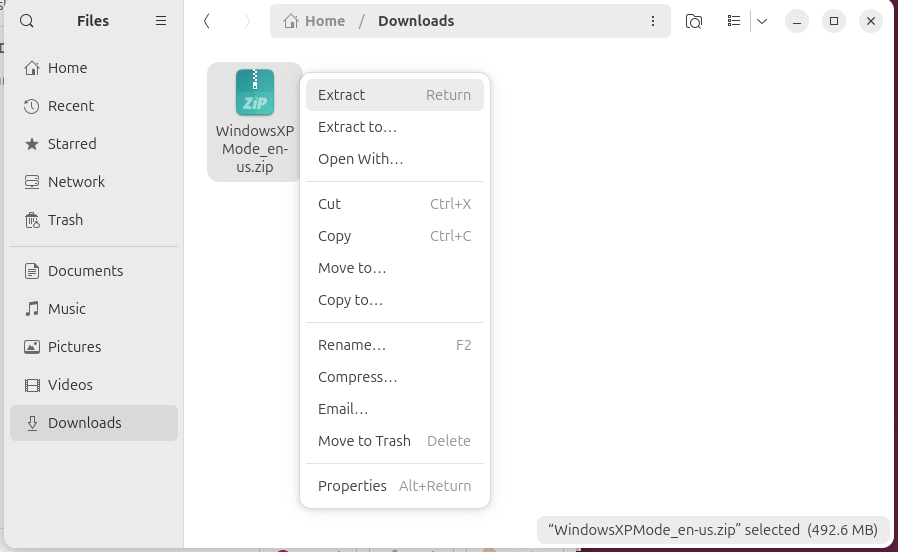 Files
Home / Downloads
Home
Recent
Starred
Network
Trash
Documents
Music
Pictures
Videos
Downloads
ZiP
WindowsXP
Mode_en-
us.zip
Extract Return
Extract to…
Open With…
Cut Ctrl+X
Copy Ctrl+C
Move to…
Copy to…
Rename… F2
Compress…
Email…
Move to Trash Delete
Properties Alt+Return
“WindowsXPMode_en-us.zip” selected (492.6 MB)